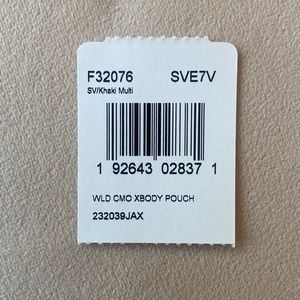 F32076 SVE7V
SV/Khaki Multi
1 92643 02837 1
WLD CMO XBODY POUCH
232039JAX